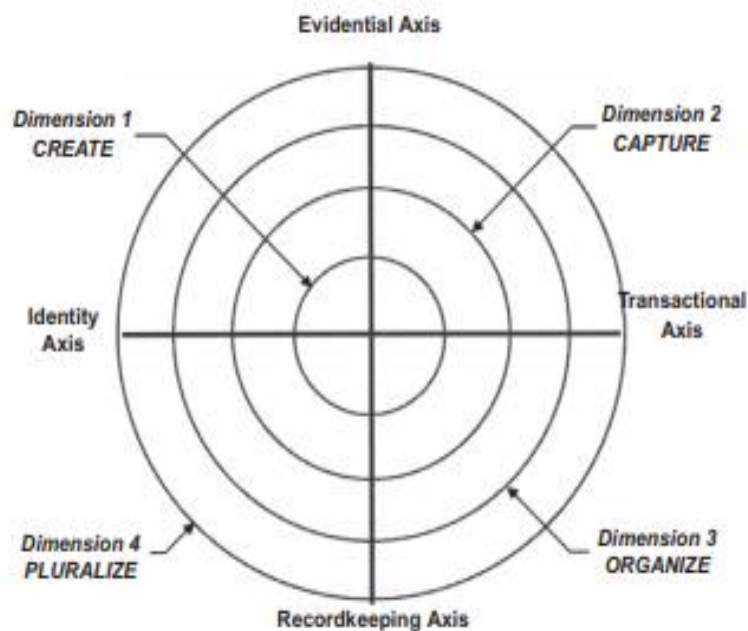 Evidential Axis
Dimension 1
CREATE
Dimension 2
CAPTURE
Identity
Axis
Transactional
Axis
Dimension 4
PLURALIZE
Dimension 3
ORGANIZE
Recordkeeping Axis